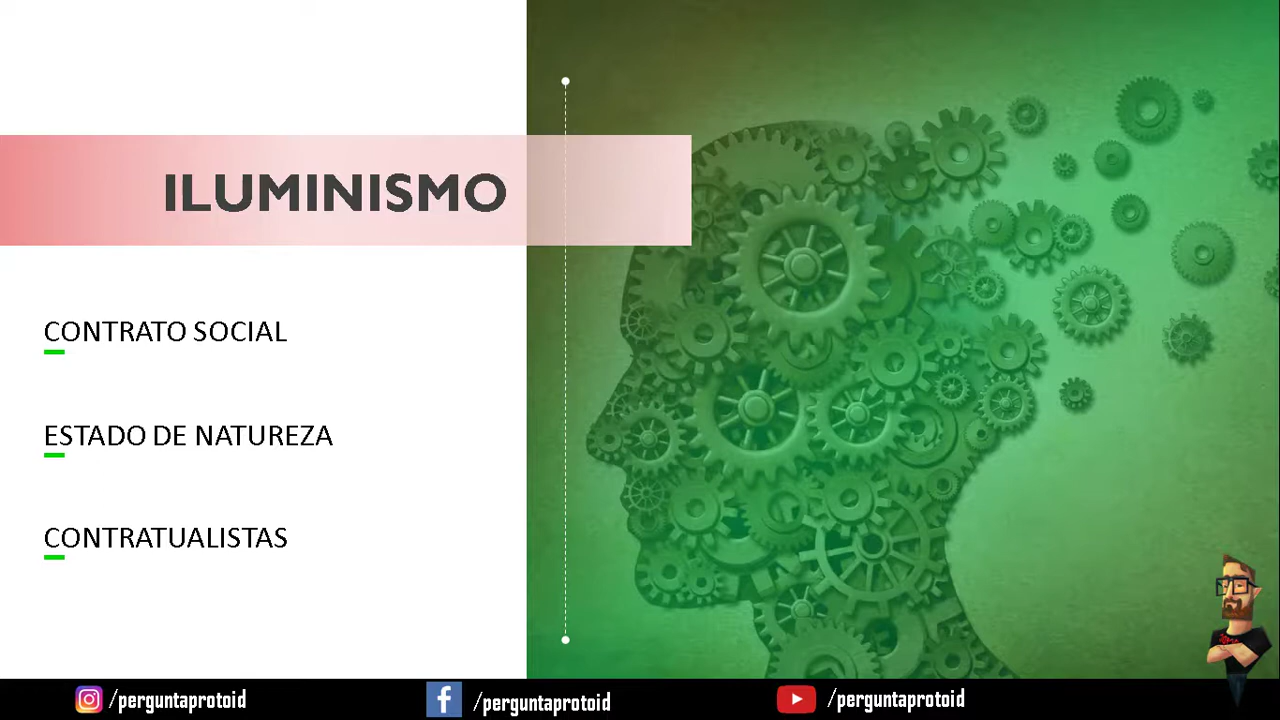 ILUMINISMO
CONTRATO SOCIAL
ESTADO DE NATUREZA
CONTRATUALISTAS
/perguntaprotoid
/perguntaprotoid
/perguntaprotoid